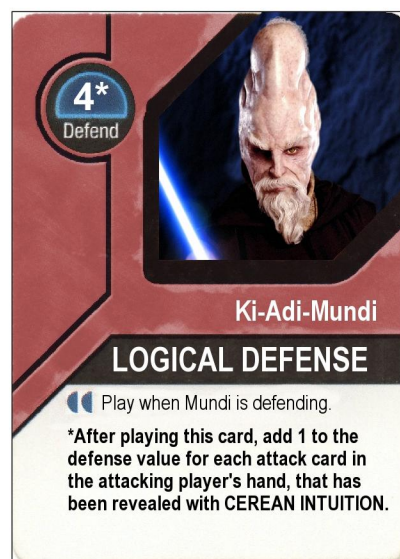 4*
Defend
Ki-Adi-Mundi
LOGICAL DEFENSE
Play when Mundi is defending.
*After playing this card, add 1 to the
defense value for each attack card in
the attacking player's hand, that has
been revealed with CEREAN INTUITION.